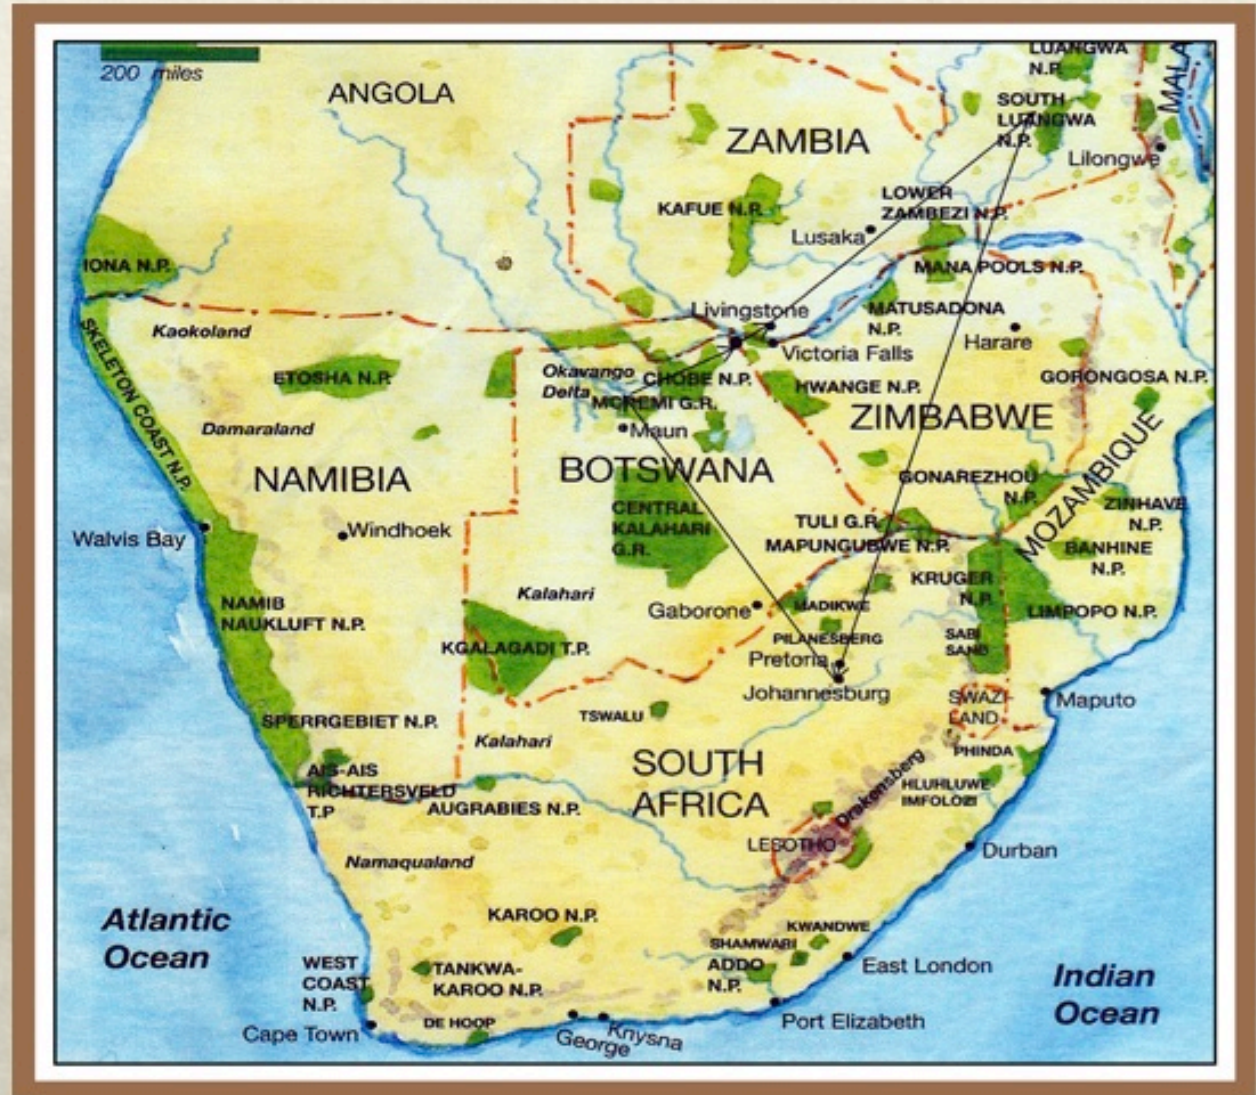 200 miles
ANGOLA
ZAMBIA
LUANGWA
N.P.
SOUTH
LUANGWA
N.P.
MALA
Lilongwe
KAFUE N.P.
LOWER
ZAMBEZI N.P.
Lusaka
IONA N.P.
MANA POOLS N.P.
Livingstone
MATUSADONA
N.P.
Kaokoland
SKELETON COAST N.P.
Harare
Victoria Falls
ETOSHA N.P.
Okavango
Delta
CHOBE N.P.
HWANGE N.P.
GORONGOSA N.P.
MOREMI G.R.
ZIMBABWE
Damaraland
Maun
NAMIBIA
BOTSWANA
GONAREZHOU
N.P.
MOZAMBIQUE
ZINHAVE
N.P.
CENTRAL
KALAHARI
G.R.
TULI G.R.
MAPUNGUBWE N.P.
Walvis Bay
Windhoek
BANHINE
N.P.
KRUGER
N.P.
Kalahari
NAMIB
NAUKLUFT N.P.
Gaborone
MADIKWE
LIMPOPO N.P.
PILANESBERG
SABI
SAND
KGALAGADI T.P.
Pretoria
Johannesburg
SWAZI-
LAND
Maputo
SPERRGEBIET N.P.
TSWALU
Kalahari
PHINDA
SOUTH
AFRICA
AIS-AIS
RICHTERSVELD
T.P
AUGRABIES N.P.
Drakensberg
HLUHLUWE
IMFOLOZI
LESOTHO
Durban
Namaqualand
Atlantic
Ocean
KAROO N.P.
KWANDWE
SHAMWARI
ADDO
N.P.
WEST
COAST
N.P.
TANKWA-
KAROO N.P.
East London
Indian
Ocean
Cape Town
DE HOOP
George
Knysna
Port Elizabeth